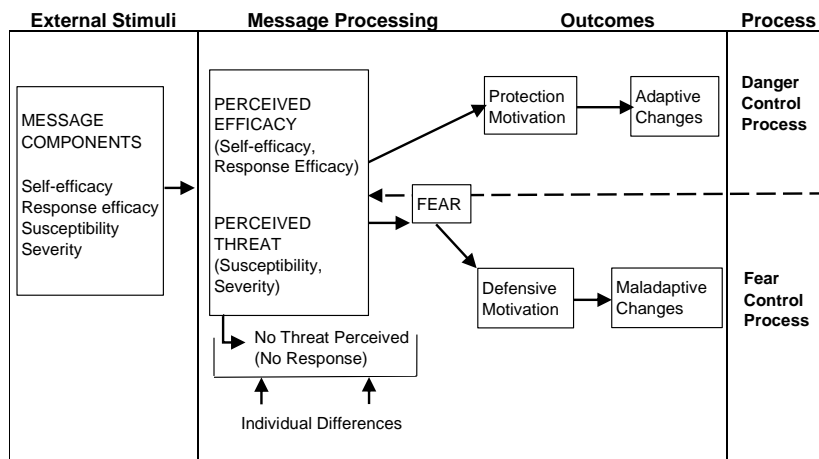 External Stimuli
Message Processing
Outcomes
Process
MESSAGE
COMPONENTS
Self-efficacy
Response efficacy
Susceptibility
Severity
PERCEIVED
EFFICACY
(Self-efficacy,
Response Efficacy)
PERCEIVED
THREAT
(Susceptibility,
Severity)
No Threat Perceived
(No Response)
Individual Differences
FEAR
Protection
Motivation
Adaptive
Changes
Defensive
Motivation
Maladaptive
Changes
Danger
Control
Process
Fear
Control
Process